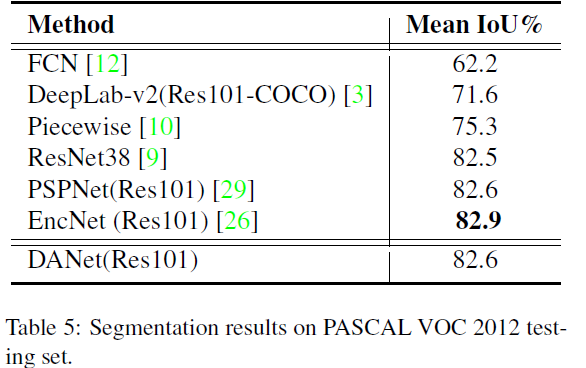 Method Mean IoU%
FCN [12] 62.2
DeepLab-v2(Res101-COCO) [3] 71.6
Piecewise [10] 75.3
ResNet38 [9] 82.5
PSPNet(Res101) [29] 82.6
EncNet (Res101) [26] 82.9
DANet(Res101) 82.6
Table 5: Segmentation results on PASCAL VOC 2012 test-
ing set.